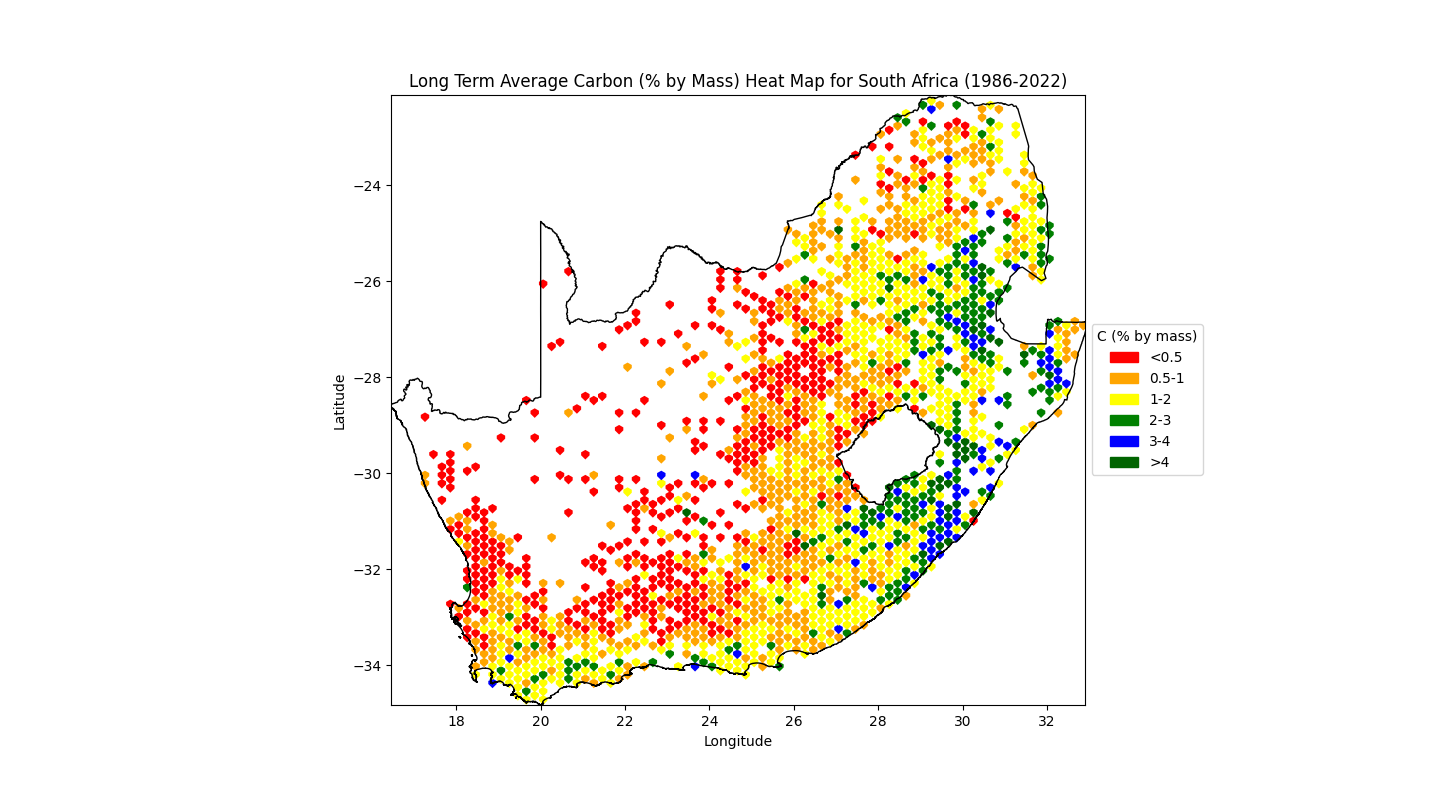 Long Term Average Carbon (% by Mass) Heat Map for South Africa (1986-2022)
−24
−26
−28
−30
−32
−34
Latitude
18 20 22 24 26 28 30 32
Longitude
C (% by mass)
<0.5
0.5-1
1-2
2-3
3-4
>4